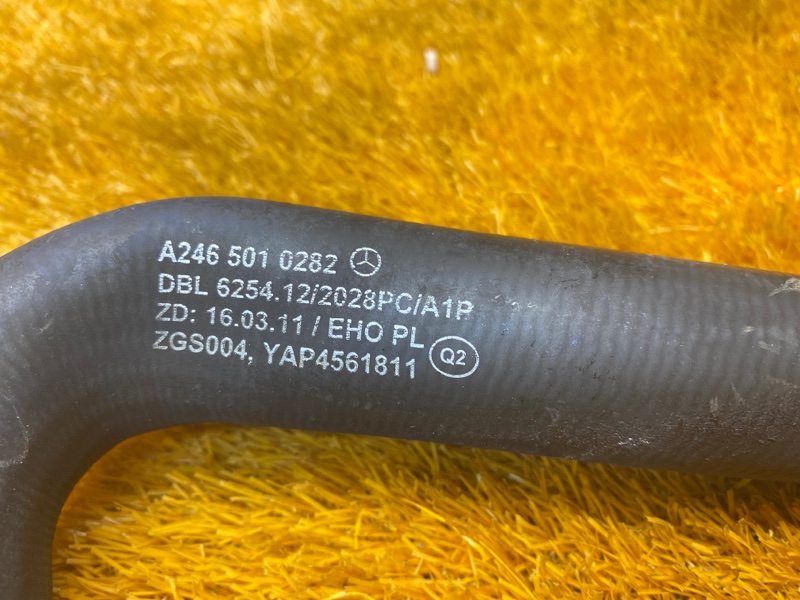 A246 501 0282
DBL 6254.12/2028PC/A1P
ZD: 16.03.11 / EHO PL
ZGS004, YAP4561811 Q2